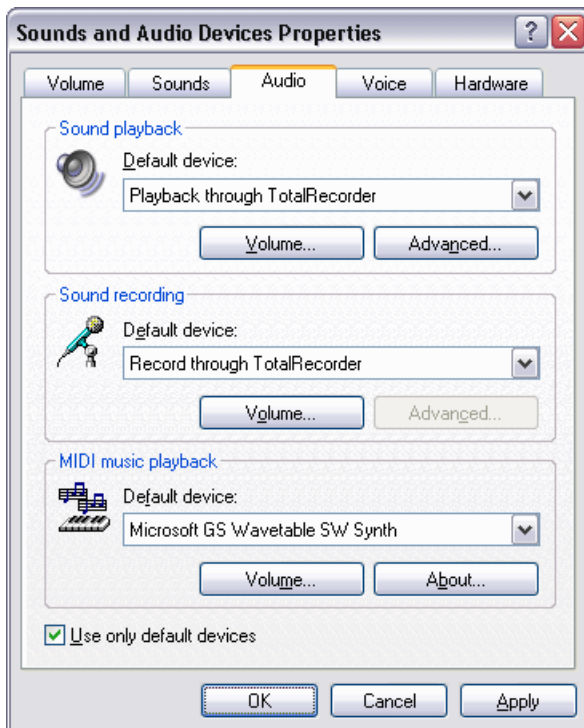 Sounds and Audio Devices Properties
?
Volume Sounds Audio Voice Hardware
Sound playback
Default device:
Playback through TotalRecorder
Volume... Advanced...
Sound recording
Default device:
Record through TotalRecorder
Volume... Advanced...
MIDI music playback
Default device:
Microsoft GS Wavetable SW Synth
Volume... About...
Use only default devices
OK Cancel Apply